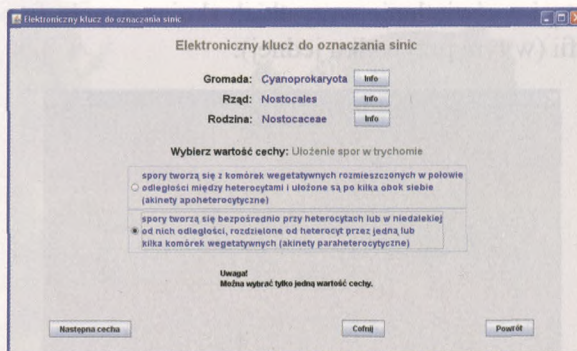 Elektroniczny klucz do oznaczania sinic
Elektroniczny klucz do oznaczania sinic
Gromada: Cyanoprokaryota Info
Rząd: Nostocales Info
Rodzina: Nostocaceae Info
Wybierz wartość cechy: Ułożenie spor w trychomie
spory tworzą się z komórek wegetatywnych rozmieszczonych w połowie
odległości między heterocytami i ułożone są po kilka obok siebie
(akinety apoheterocytyczne)
spory tworzą się bezpośrednio przy heterocytach lub w niedalekiej
od nich odległości, rozdzielone od heterocyt przez jedną lub
kilka komórek wegetatywnych (akinety paraheterocytyczne)
Uwaga!
Można wybrać tylko jedną wartość cechy.
Następna cecha Cofnij Powrót